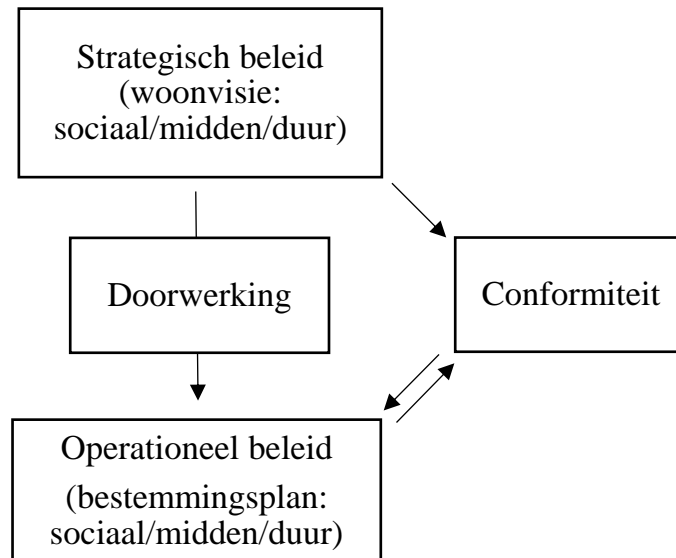 Strategisch beleid
(woonvisie:
sociaal/midden/duur)
Doorwerking
Conformiteit
Operationeel beleid
(bestemmingsplan:
sociaal/midden/duur)